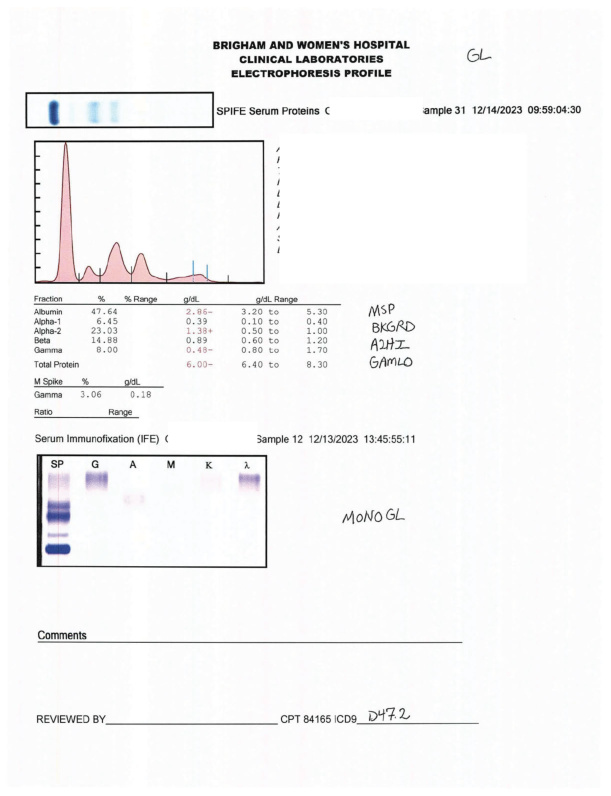 BRIGHAM AND WOMEN'S HOSPITAL
CLINICAL LABORATORIES
ELECTROPHORESIS PROFILE
GL
SPIFE Serum Proteins
ample 31 12/14/2023 09:59:04:30
Fraction % % Range g/dL g/dL Range
Albumin 47.64 2.86- 3.20 to 5.30
Alpha-1 6.45 0.39 0.10 to 0.40
Alpha-2 23.03 1.38+ 0.50 to 1.00
Beta 14.88 0.89 0.60 to 1.20
Gamma 8.00 0.48- 0.80 to 1.70
Total Protein 6.00- 6.40 to 8.30
MSP
BKGRD
A2HI
GAMLO
M Spike % g/dL
Gamma 3.06 0.18
Ratio Range
Serum Immunofixation (IFE) ( Sample 12 12/13/2023 13:45:55:11
SP G A M K λ
MONO GL
Comments
REVIEWED BY CPT 84165 ICD9 D47.2